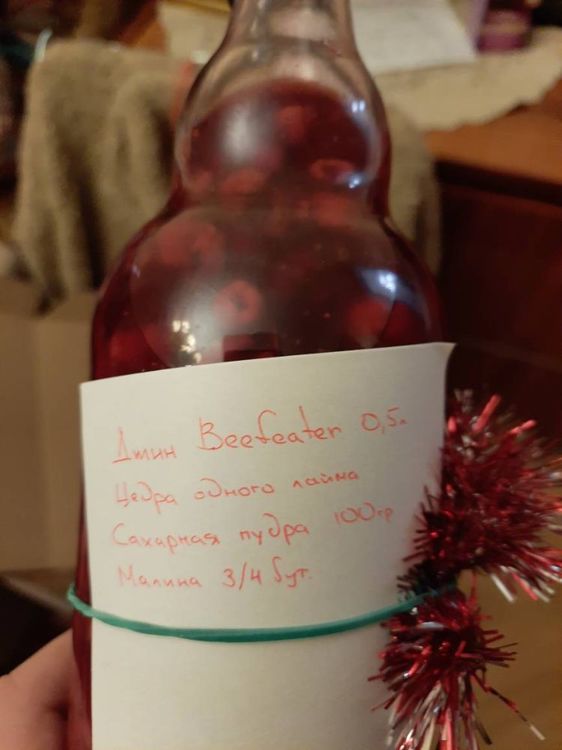 Джин Beefeater 0,5л
Цедра одного лайма
Сахарная пудра 100гр
Малина 3/4 бут.